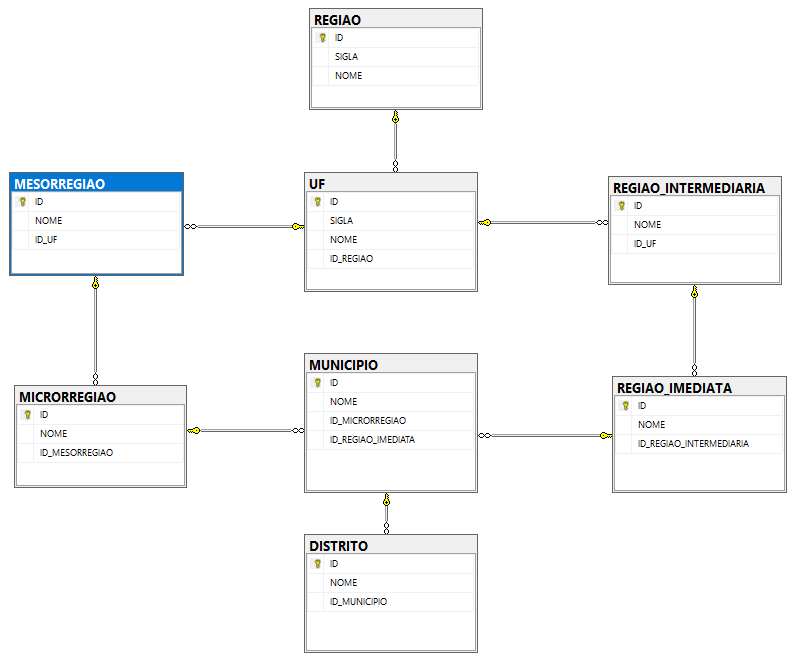 REGIAO
ID
SIGLA
NOME
MESORREGIAO
ID
NOME
ID_UF
UF
ID
SIGLA
NOME
ID_REGIAO
REGIAO_INTERMEDIARIA
ID
NOME
ID_UF
MICRORREGIAO
ID
NOME
ID_MESORREGIAO
MUNICIPIO
ID
NOME
ID_MICRORREGIAO
ID_REGIAO_IMEDIATA
REGIAO_IMEDIATA
ID
NOME
ID_REGIAO_INTERMEDIARIA
DISTRITO
ID
NOME
ID_MUNICIPIO